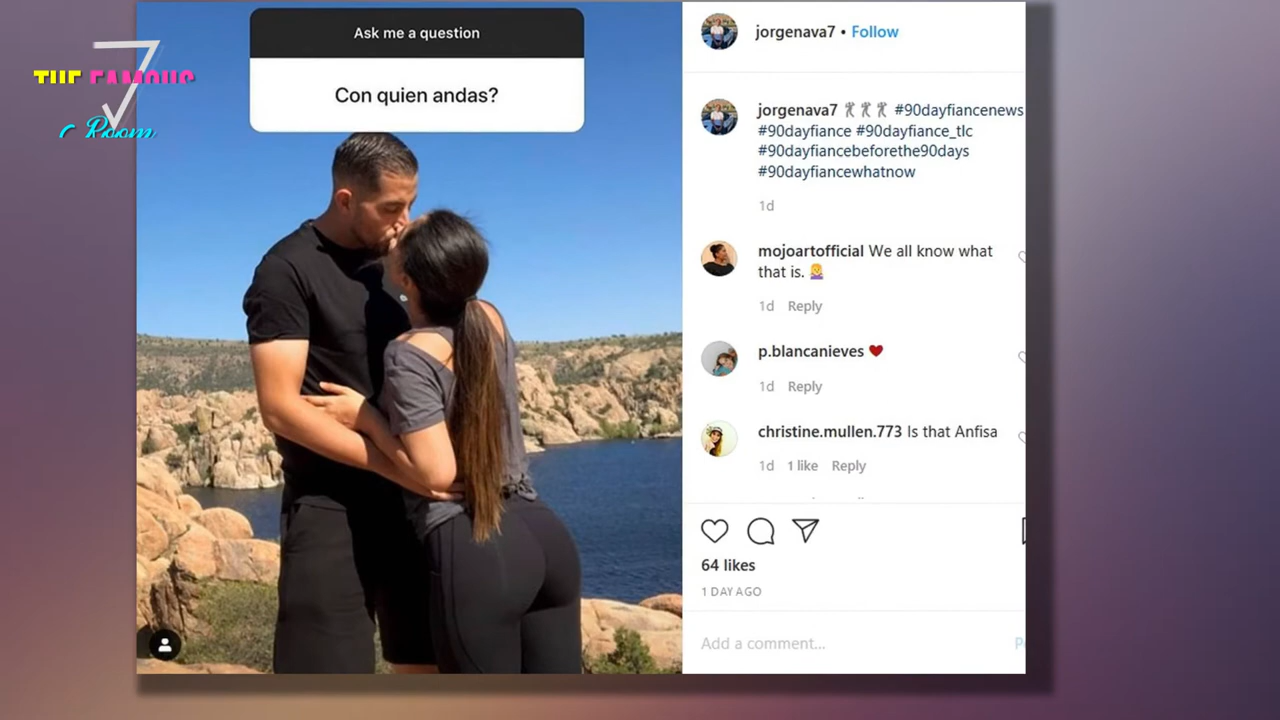 THE FAMOUS
Room
Ask me a question
Con quien andas?
jorgenava7 • Follow
jorgenava7 #90dayfiancenews
#90dayfiance #90dayfiance_tlc
#90dayfiancebeforethe90days
#90dayfiancewhatnow
1d
mojoartofficial We all know what
that is.
1d Reply
p.blancanieves
1d Reply
christine.mullen.773 Is that Anfisa
1d 1 like Reply
64 likes
1 DAY AGO
Add a comment...